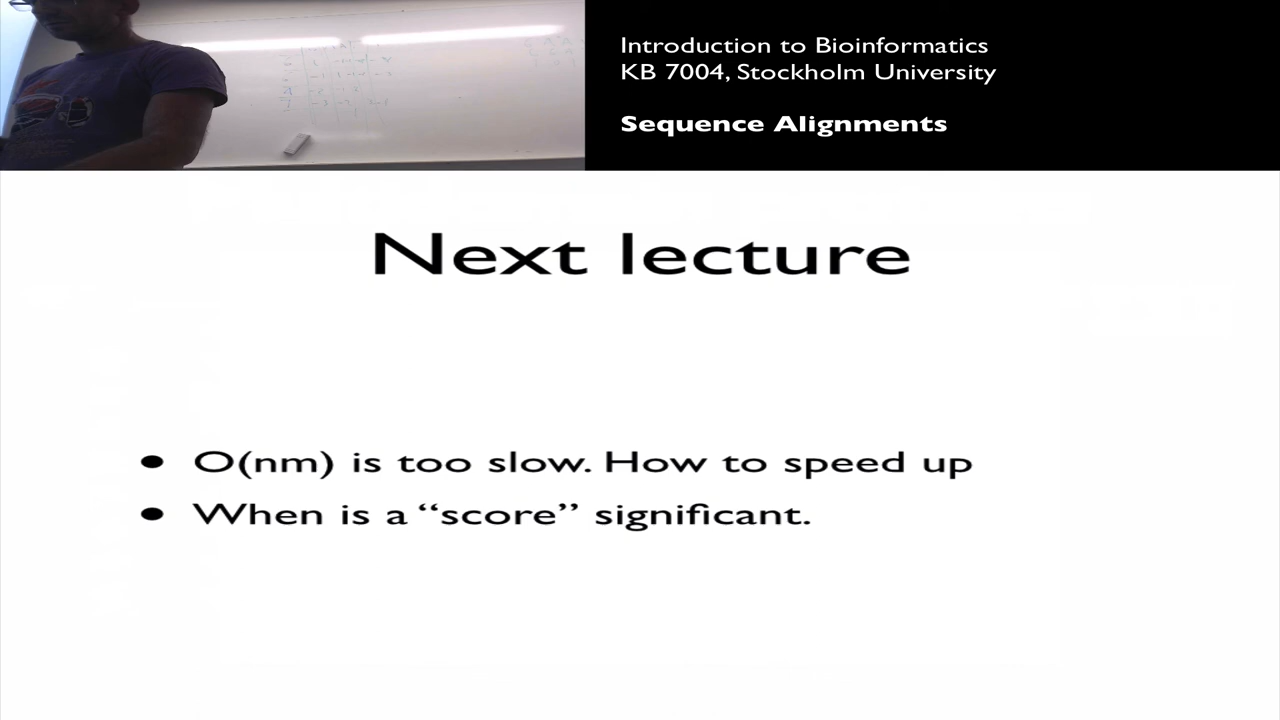 Introduction to Bioinformatics
KB 7004, Stockholm University
Sequence Alignments
Next lecture
• O(nm) is too slow. How to speed up
• When is a “score” significant.